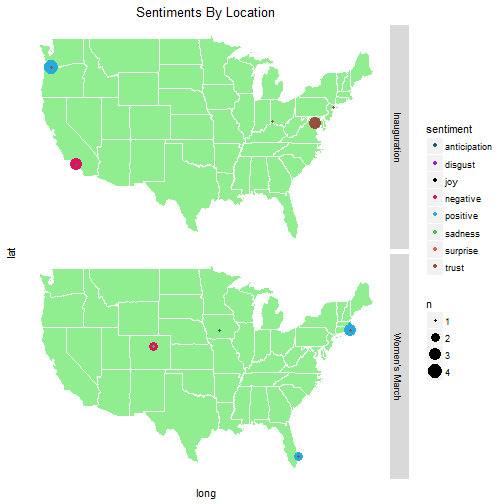 Sentiments By Location
lat
long
Inauguration
Women's March
sentiment
anticipation
disgust
joy
negative
positive
sadness
surprise
trust
n
1
2
3
4